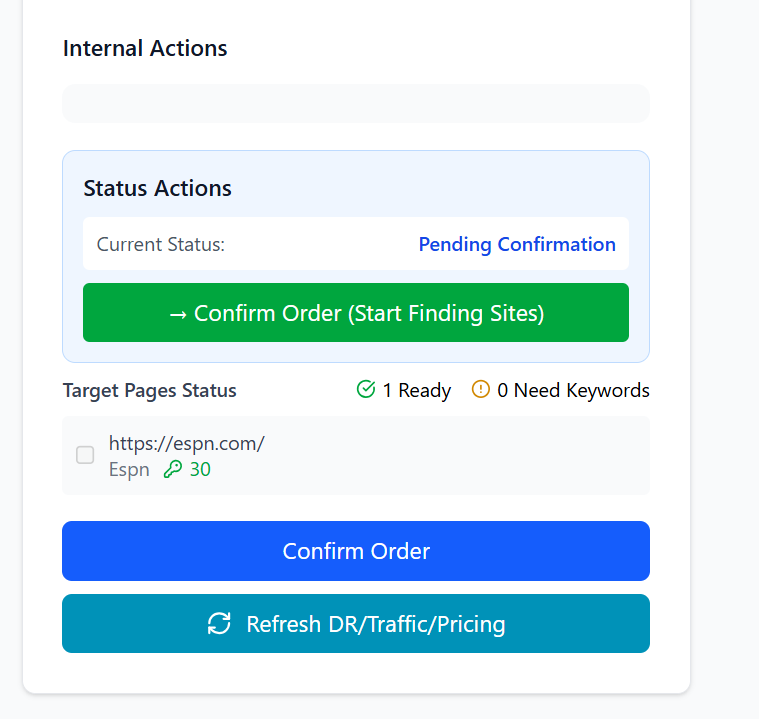 Internal Actions
Status Actions
Current Status: Pending Confirmation
→ Confirm Order (Start Finding Sites)
Target Pages Status 1 Ready 0 Need Keywords
https://espn.com/
Espn 30
Confirm Order
Refresh DR/Traffic/Pricing